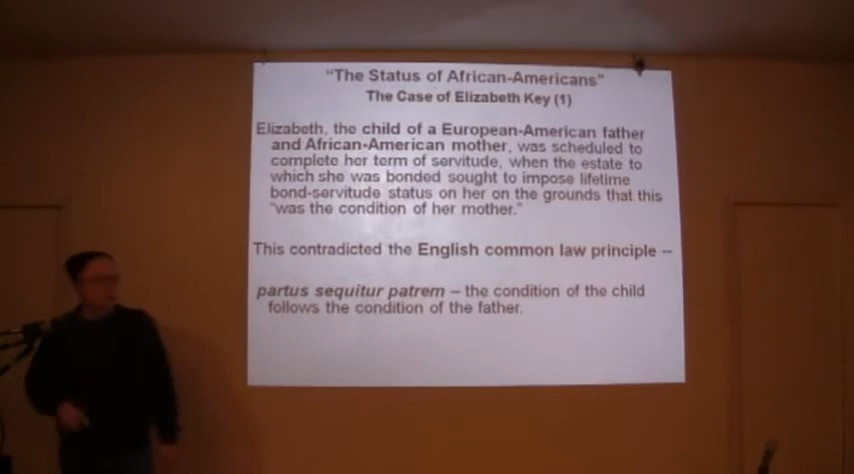 "The Status of African-Americans"
The Case of Elizabeth Key (1)
Elizabeth, the child of a European-American father
and African-American mother, was scheduled to
complete her term of servitude, when the estate to
which she was bonded sought to impose lifetime
bond-servitude status on her on the grounds that this
"was the condition of her mother."
This contradicted the English common law principle –
partus sequitur patrem – the condition of the child
follows the condition of the father.